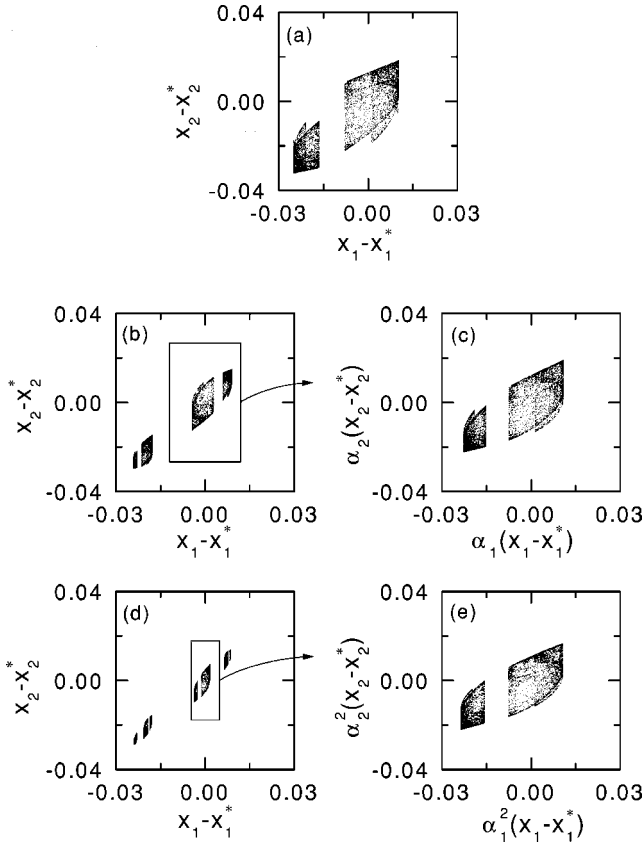 (a)
0.04
0.00
-0.04
x₂-x₂*
-0.03 0.00 0.03
x₁-x₁*
(b)
0.04
0.00
-0.04
x₂-x₂*
-0.03 0.00 0.03
x₁-x₁*
(c)
0.04
0.00
-0.04
α₂(x₂-x₂*)
-0.03 0.00 0.03
α₁(x₁-x₁*)
(d)
0.04
0.00
-0.04
x₂-x₂*
-0.03 0.00 0.03
x₁-x₁*
(e)
0.04
0.00
-0.04
α₂²(x₂-x₂*)
-0.03 0.00 0.03
α₁²(x₁-x₁*)